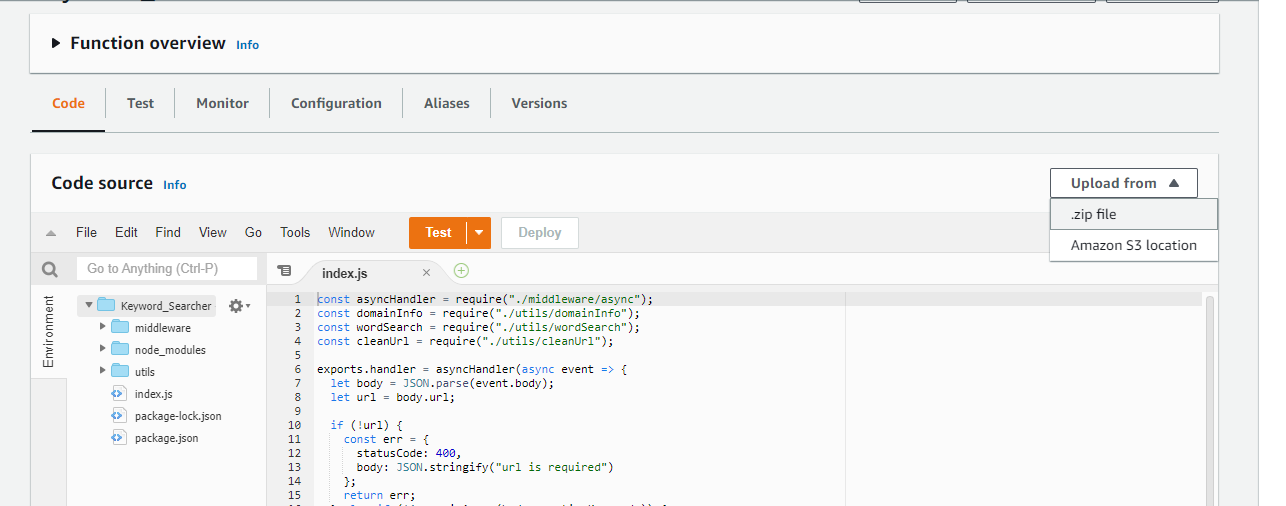 Function overview Info
Code Test Monitor Configuration Aliases Versions
Code source Info
Upload from
.zip file
Amazon S3 location
File Edit Find View Go Tools Window Test Deploy
Go to Anything (Ctrl-P)
index.js
Environment
Keyword_Searcher
middleware
node_modules
utils
index.js
package-lock.json
package.json
1 const asyncHandler = require("./middleware/async");
2 const domainInfo = require("./utils/domainInfo");
3 const wordSearch = require("./utils/wordSearch");
4 const cleanUrl = require("./utils/cleanUrl");
5
6 exports.handler = asyncHandler(async event => {
7 let body = JSON.parse(event.body);
8 let url = body.url;
9
10 if (!url) {
11 const err = {
12 statusCode: 400,
13 body: JSON.stringify("url is required")
14 };
15 return err;